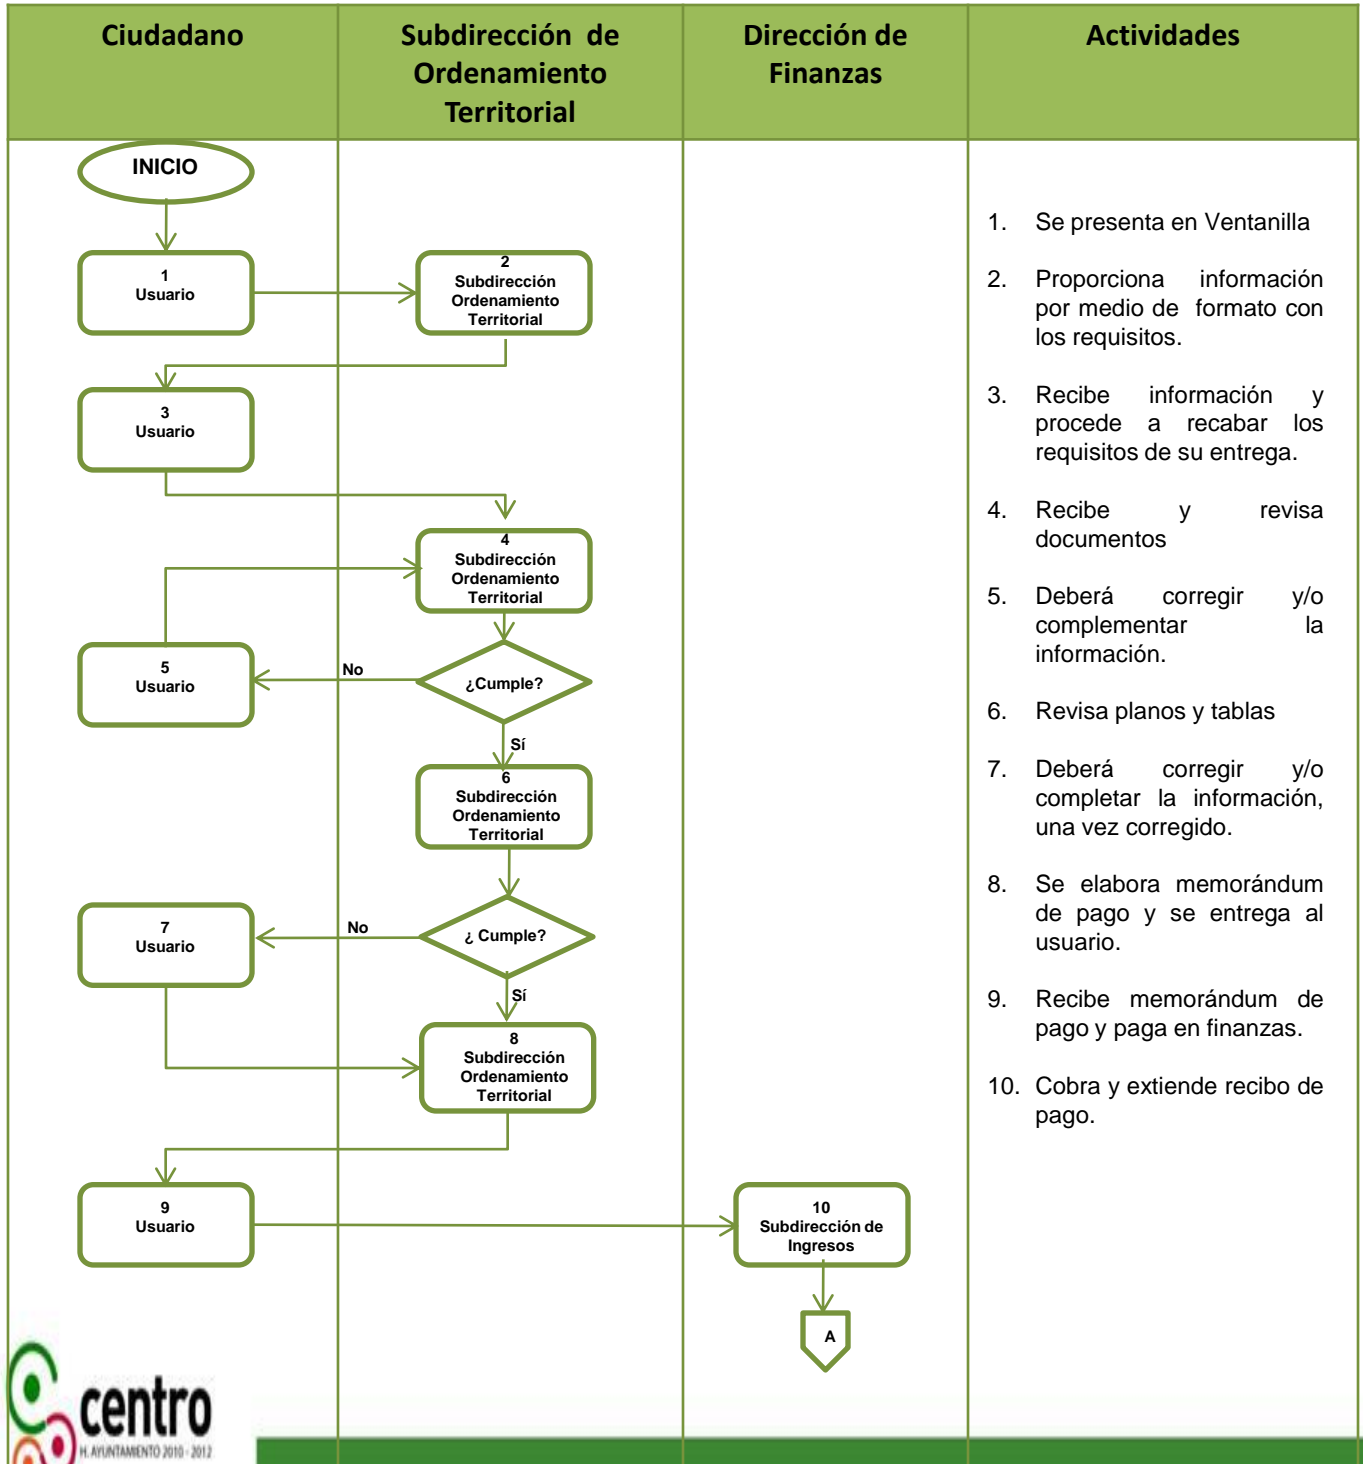 Ciudadano
Subdirección de
Ordenamiento
Territorial
Dirección de
Finanzas
Actividades
INICIO
1
Usuario
2
Subdirección
Ordenamiento
Territorial
3
Usuario
4
Subdirección
Ordenamiento
Territorial
5
Usuario
No
¿Cumple?
Sí
6
Subdirección
Ordenamiento
Territorial
7
Usuario
No
¿ Cumple?
Sí
8
Subdirección
Ordenamiento
Territorial
9
Usuario
10
Subdirección de
Ingresos
A
1. Se presenta en Ventanilla
2. Proporciona información
por medio de formato con
los requisitos.
3. Recibe información y
procede a recabar los
requisitos de su entrega.
4. Recibe y revisa
documentos
5. Deberá corregir y/o
complementar la
información.
6. Revisa planos y tablas
7. Deberá corregir y/o
completar la información,
una vez corregido.
8. Se elabora memorándum
de pago y se entrega al
usuario.
9. Recibe memorándum de
pago y paga en finanzas.
10. Cobra y extiende recibo de
pago.
centro
H. AYUNTAMIENTO 2010 - 2012